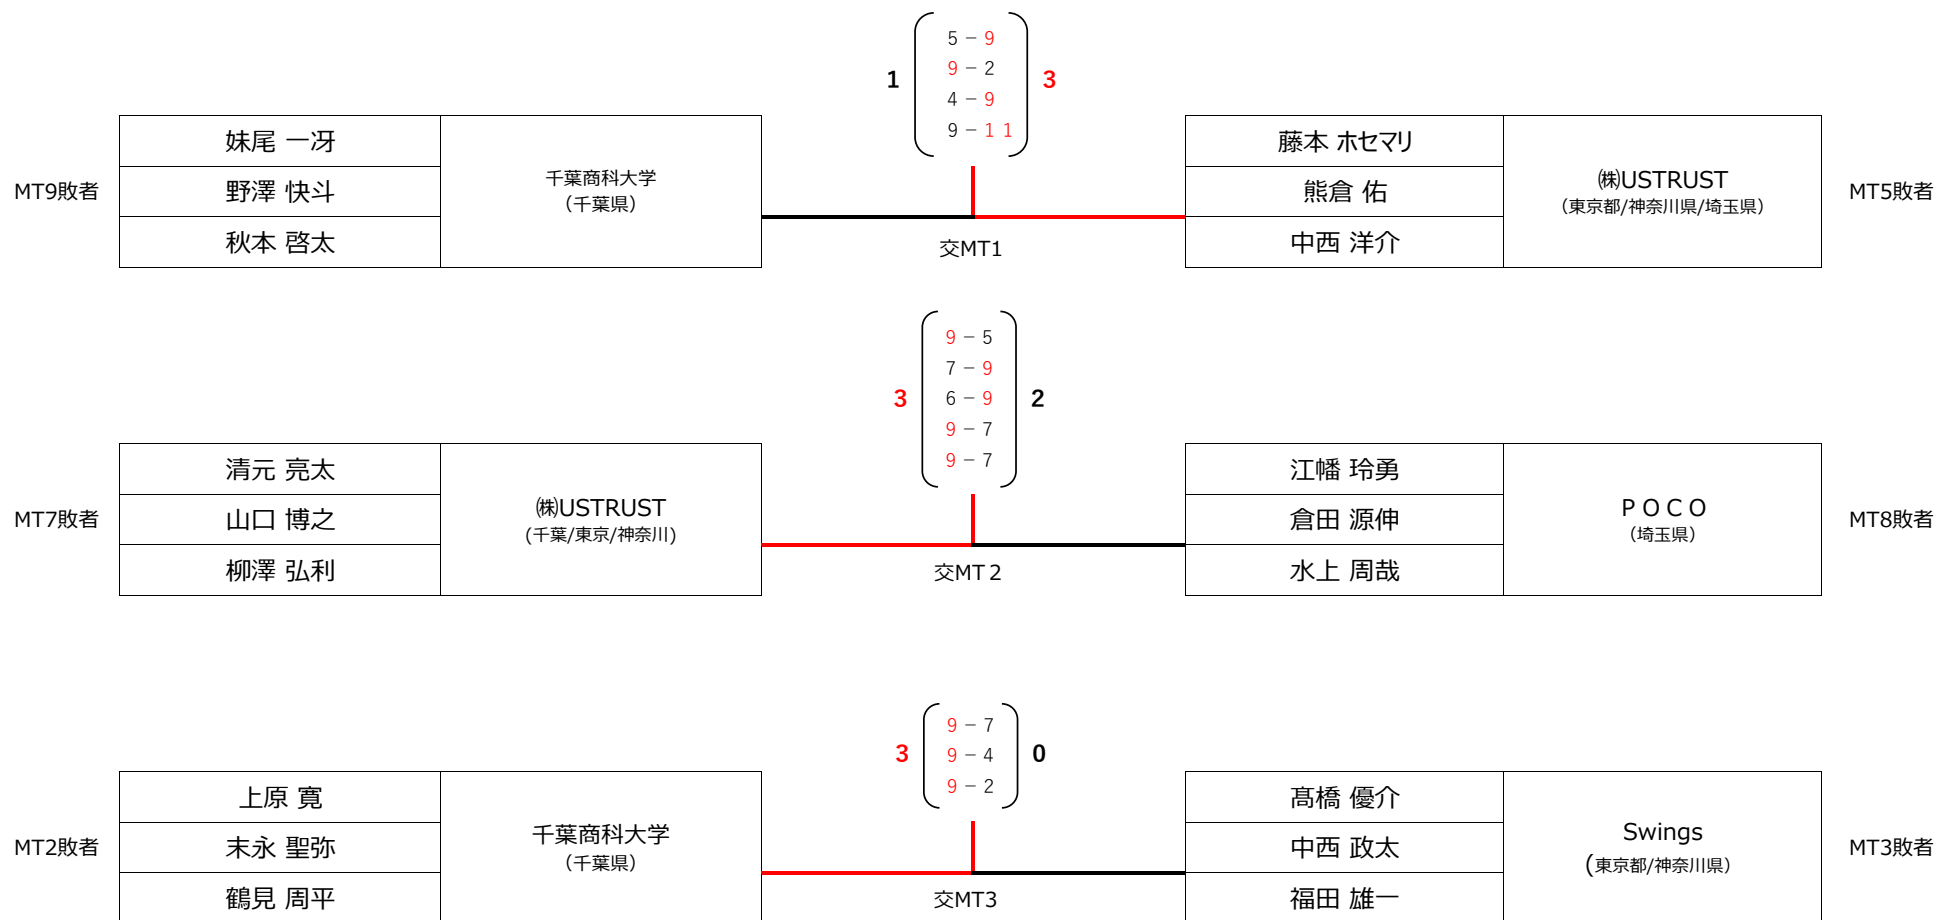 5 − 9
9 − 2
1
3
4 − 9
9 − 1 1
MT9敗者
妹尾 一冴
野澤 快斗
秋本 啓太
千葉商科大学
（千葉県）
藤本 ホセマリ
熊倉 佑
中西 洋介
㈱USTRUST
（東京都/神奈川県/埼玉県）
MT5敗者
交MT1
9 − 5
7 − 9
3
6 − 9
2
9 − 7
9 − 7
MT7敗者
清元 亮太
山口 博之
柳澤 弘利
㈱USTRUST
(千葉/東京/神奈川)
江幡 玲勇
倉田 源伸
水上 周哉
ＰＯＣＯ
（埼玉県）
MT8敗者
交MT２
9 − 7
3
9 − 4
0
9 − 2
MT2敗者
上原 寛
末永 聖弥
鶴見 周平
千葉商科大学
（千葉県）
髙橋 優介
中西 政太
福田 雄一
Swings
(東京都/神奈川県）
MT3敗者
交MT3